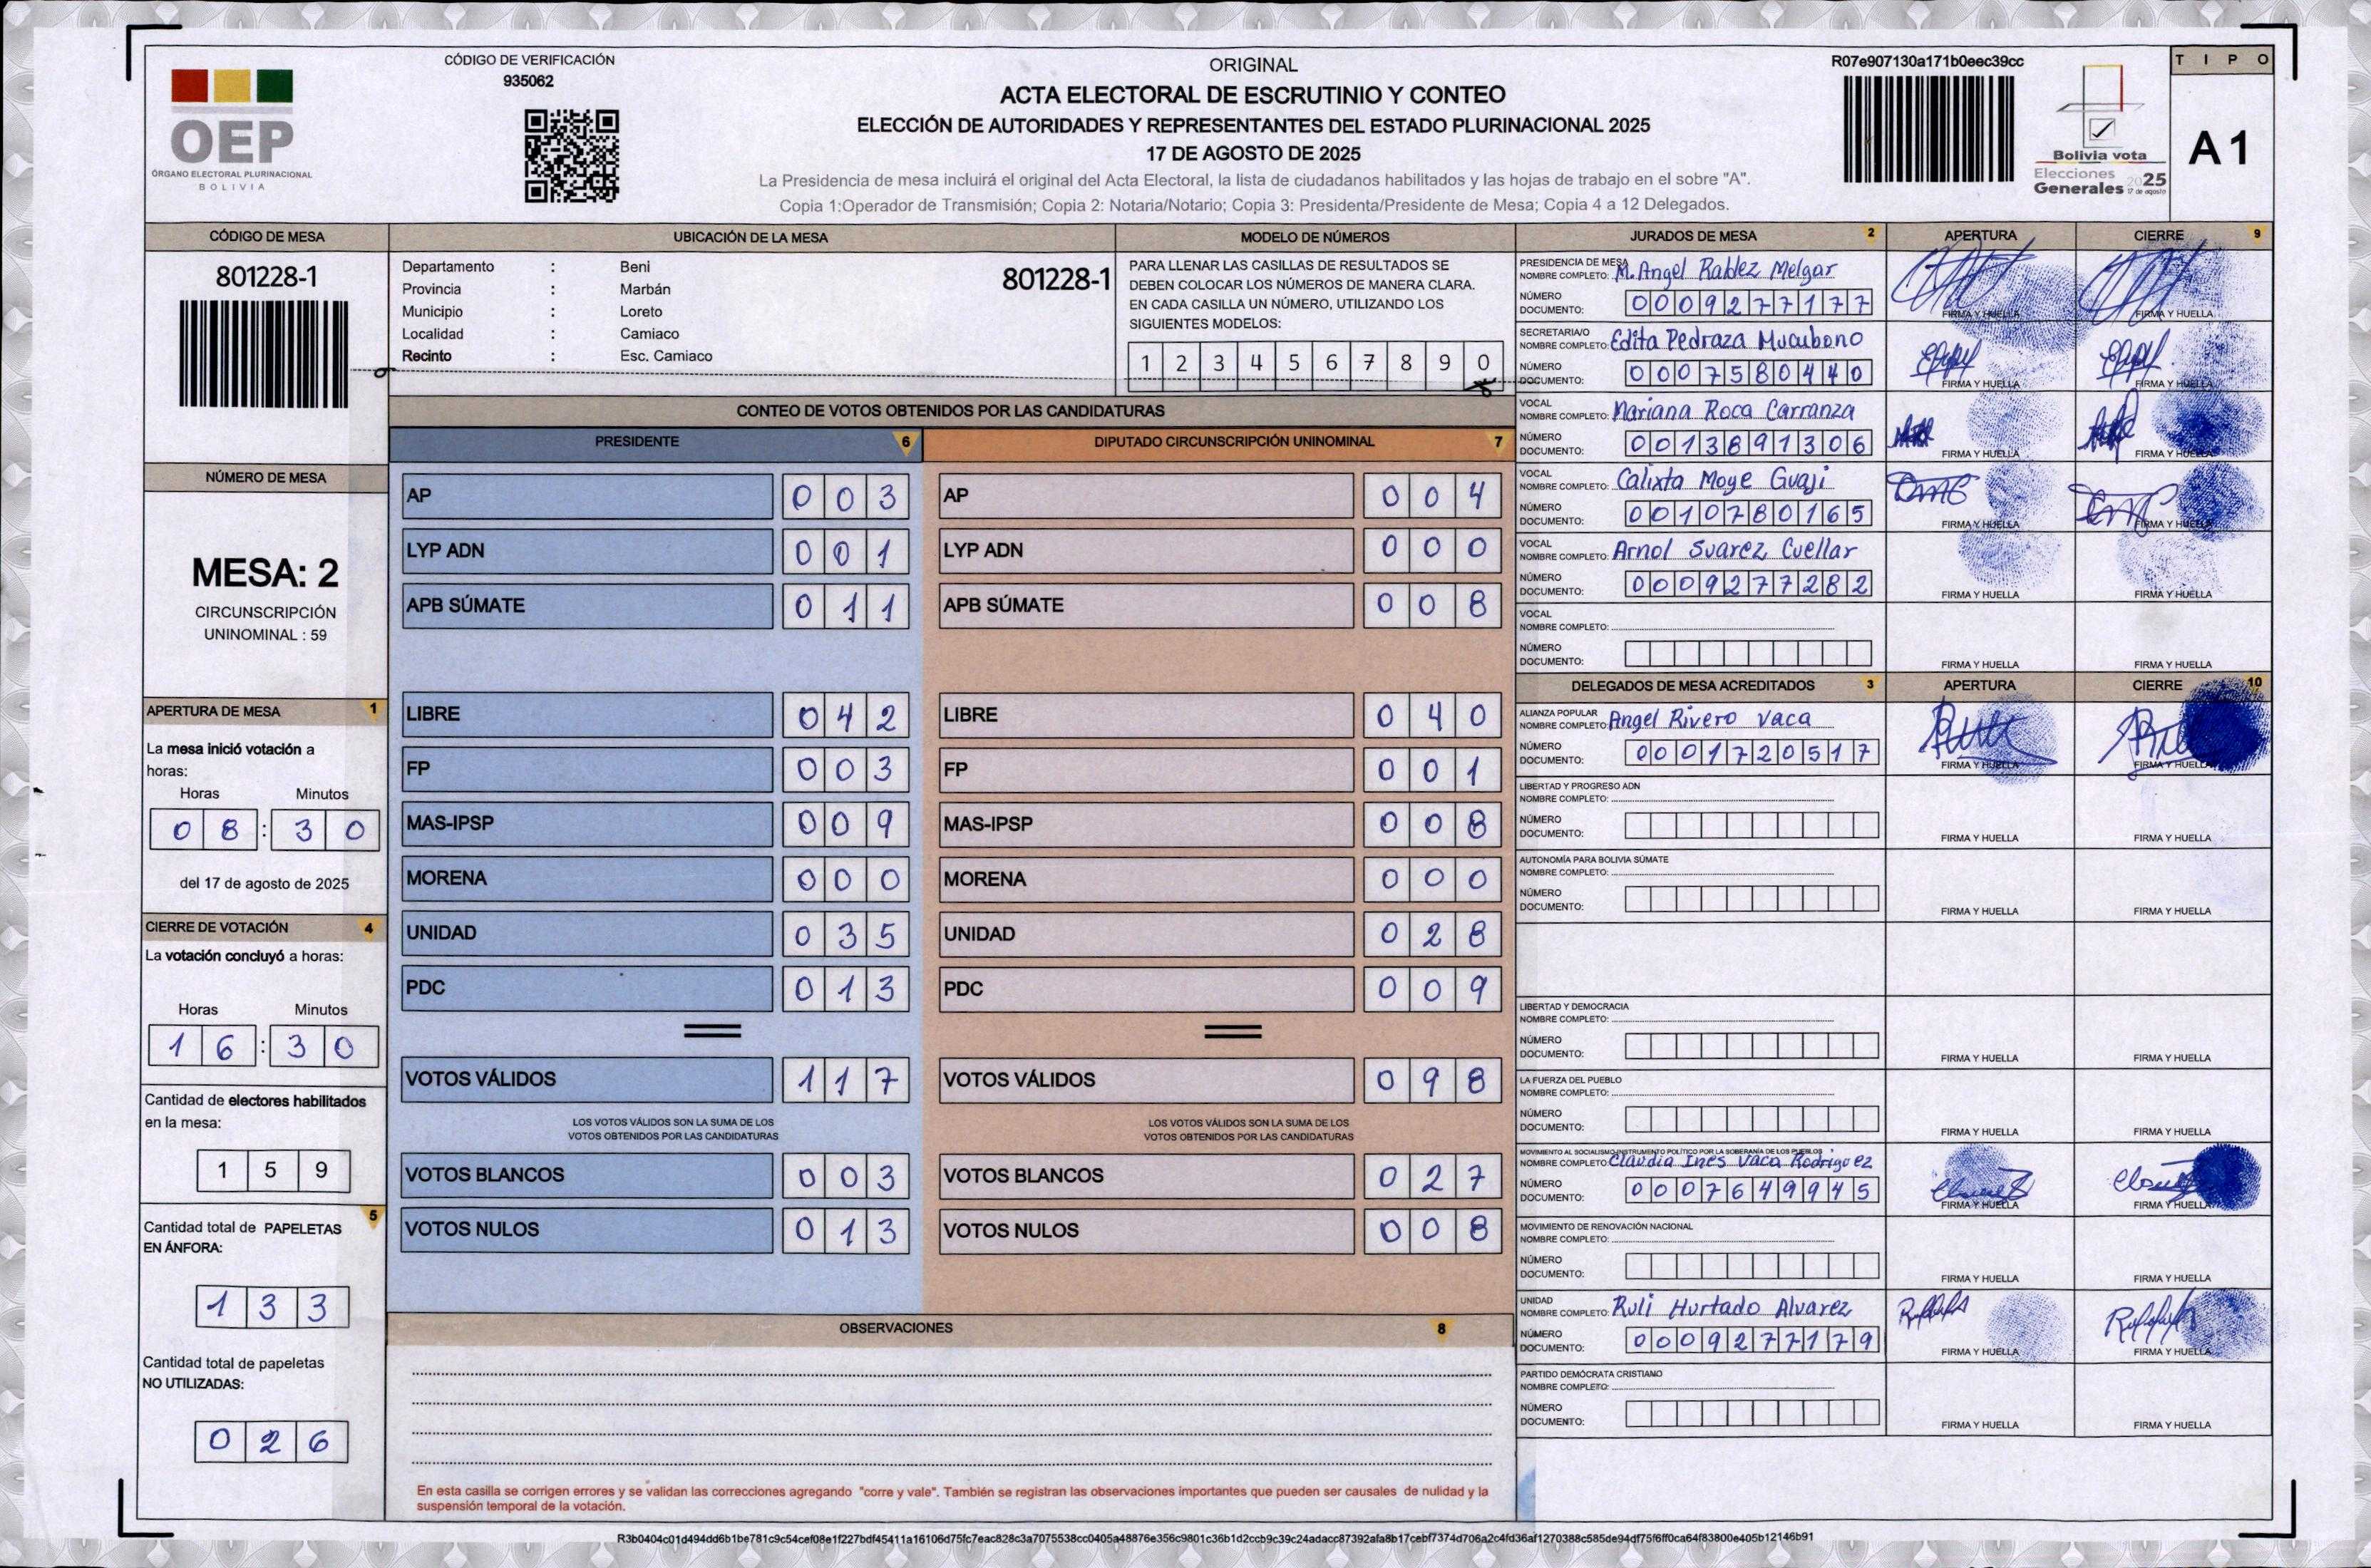 CÓDIGO DE VERIFICACIÓN
935062
OEP
ÓRGANO ELECTORAL PLURINACIONAL
BOLIVIA
ORIGINAL
ACTA ELECTORAL DE ESCRUTINIO Y CONTEO
ELECCIÓN DE AUTORIDADES Y REPRESENTANTES DEL ESTADO PLURINACIONAL 2025
17 DE AGOSTO DE 2025
La Presidencia de mesa incluirá el original del Acta Electoral, la lista de ciudadanos habilitados y las hojas de trabajo en el sobre "A".
Copia 1:Operador de Transmisión; Copia 2: Notaria/Notario; Copia 3: Presidenta/Presidente de Mesa; Copia 4 a 12 Delegados.
R07e907130a171b0eec39cc
Bolivia vota
Elecciones
Generales 2025
17 de agosto
TIPO
A 1
CÓDIGO DE MESA
801228-1
NÚMERO DE MESA
MESA: 2
CIRCUNSCRIPCIÓN
UNINOMINAL : 59
APERTURA DE MESA 1
La mesa inició votación a
horas:
Horas Minutos
0 8 : 3 0
del 17 de agosto de 2025
CIERRE DE VOTACIÓN 4
La votación concluyó a horas:
Horas Minutos
1 6 : 3 0
Cantidad de electores habilitados
en la mesa:
1 5 9
5
Cantidad total de PAPELETAS
EN ÁNFORA:
1 3 3
Cantidad total de papeletas
NO UTILIZADAS:
0 2 6
UBICACIÓN DE LA MESA
Departamento : Beni
801228-1
Provincia : Marbán
Municipio : Loreto
Localidad : Camiaco
Recinto : Esc. Camiaco
MODELO DE NÚMEROS
PARA LLENAR LAS CASILLAS DE RESULTADOS SE
DEBEN COLOCAR LOS NÚMEROS DE MANERA CLARA.
EN CADA CASILLA UN NÚMERO, UTILIZANDO LOS
SIGUIENTES MODELOS:
1 2 3 4 5 6 7 8 9 0
CONTEO DE VOTOS OBTENIDOS POR LAS CANDIDATURAS
PRESIDENTE 6
AP 0 0 3
LYP ADN 0 0 1
APB SÚMATE 0 1 1
LIBRE 0 4 2
FP 0 0 3
MAS-IPSP 0 0 9
MORENA 0 0 0
UNIDAD 0 3 5
PDC 0 1 3
VOTOS VÁLIDOS 1 1 7
LOS VOTOS VÁLIDOS SON LA SUMA DE LOS
VOTOS OBTENIDOS POR LAS CANDIDATURAS
VOTOS BLANCOS 0 0 3
VOTOS NULOS 0 1 3
DIPUTADO CIRCUNSCRIPCIÓN UNINOMINAL 7
AP 0 0 4
LYP ADN 0 0 0
APB SÚMATE 0 0 8
LIBRE 0 4 0
FP 0 0 1
MAS-IPSP 0 0 8
MORENA 0 0 0
UNIDAD 0 2 8
PDC 0 0 9
VOTOS VÁLIDOS 0 9 8
LOS VOTOS VÁLIDOS SON LA SUMA DE LOS
VOTOS OBTENIDOS POR LAS CANDIDATURAS
VOTOS BLANCOS 0 2 7
VOTOS NULOS 0 0 8
OBSERVACIONES 8
En esta casilla se corrigen errores y se validan las correcciones agregando "corre y vale". También se registran las observaciones importantes que pueden ser causales de nulidad y la
suspensión temporal de la votación.
JURADOS DE MESA 2 APERTURA CIERRE 9
PRESIDENCIA DE MESA
NOMBRE COMPLETO: M. Angel Rablez Melgar
NÚMERO
DOCUMENTO: 0 0 0 9 2 7 7 1 7 7
FIRMA Y HUELLA FIRMA Y HUELLA
SECRETARIA/O
NOMBRE COMPLETO: Edita Pedraza Mucubono
NÚMERO
DOCUMENTO: 0 0 0 7 5 8 0 4 4 0
FIRMA Y HUELLA FIRMA Y HUELLA
VOCAL
NOMBRE COMPLETO: Mariana Roca Carranza
NÚMERO
DOCUMENTO: 0 0 1 3 8 9 1 3 0 6
FIRMA Y HUELLA FIRMA Y HUELLA
VOCAL
NOMBRE COMPLETO: Calixta Moye Guaji
NÚMERO
DOCUMENTO: 0 0 1 0 7 8 0 1 6 5
FIRMA Y HUELLA FIRMA Y HUELLA
VOCAL
NOMBRE COMPLETO: Arnol Suarez Cuellar
NÚMERO
DOCUMENTO: 0 0 0 9 2 7 7 2 8 2
FIRMA Y HUELLA FIRMA Y HUELLA
VOCAL
NOMBRE COMPLETO:
NÚMERO
DOCUMENTO:
FIRMA Y HUELLA FIRMA Y HUELLA
DELEGADOS DE MESA ACREDITADOS 3 APERTURA CIERRE 10
ALIANZA POPULAR
NOMBRE COMPLETO: Angel Rivero Vaca
NÚMERO
DOCUMENTO: 0 0 0 1 7 2 0 5 1 7
FIRMA Y HUELLA FIRMA Y HUELLA
LIBERTAD Y PROGRESO ADN
NOMBRE COMPLETO:
NÚMERO
DOCUMENTO:
FIRMA Y HUELLA FIRMA Y HUELLA
AUTONOMÍA PARA BOLIVIA SÚMATE
NOMBRE COMPLETO:
NÚMERO
DOCUMENTO:
FIRMA Y HUELLA FIRMA Y HUELLA
LIBERTAD Y DEMOCRACIA
NOMBRE COMPLETO:
NÚMERO
DOCUMENTO:
FIRMA Y HUELLA FIRMA Y HUELLA
LA FUERZA DEL PUEBLO
NOMBRE COMPLETO:
NÚMERO
DOCUMENTO:
FIRMA Y HUELLA FIRMA Y HUELLA
MOVIMIENTO AL SOCIALISMO-INSTRUMENTO POLÍTICO POR LA SOBERANÍA DE LOS PUEBLOS
NOMBRE COMPLETO: Claudia Ines Vaca Rodriguez
NÚMERO
DOCUMENTO: 0 0 0 7 6 4 9 9 4 5
FIRMA Y HUELLA FIRMA Y HUELLA
MOVIMIENTO DE RENOVACIÓN NACIONAL
NOMBRE COMPLETO:
NÚMERO
DOCUMENTO:
FIRMA Y HUELLA FIRMA Y HUELLA
UNIDAD
NOMBRE COMPLETO: Ruli Hurtado Alvarez
NÚMERO
DOCUMENTO: 0 0 0 9 2 7 7 1 7 9
FIRMA Y HUELLA FIRMA Y HUELLA
PARTIDO DEMÓCRATA CRISTIANO
NOMBRE COMPLETO:
NÚMERO
DOCUMENTO:
FIRMA Y HUELLA FIRMA Y HUELLA